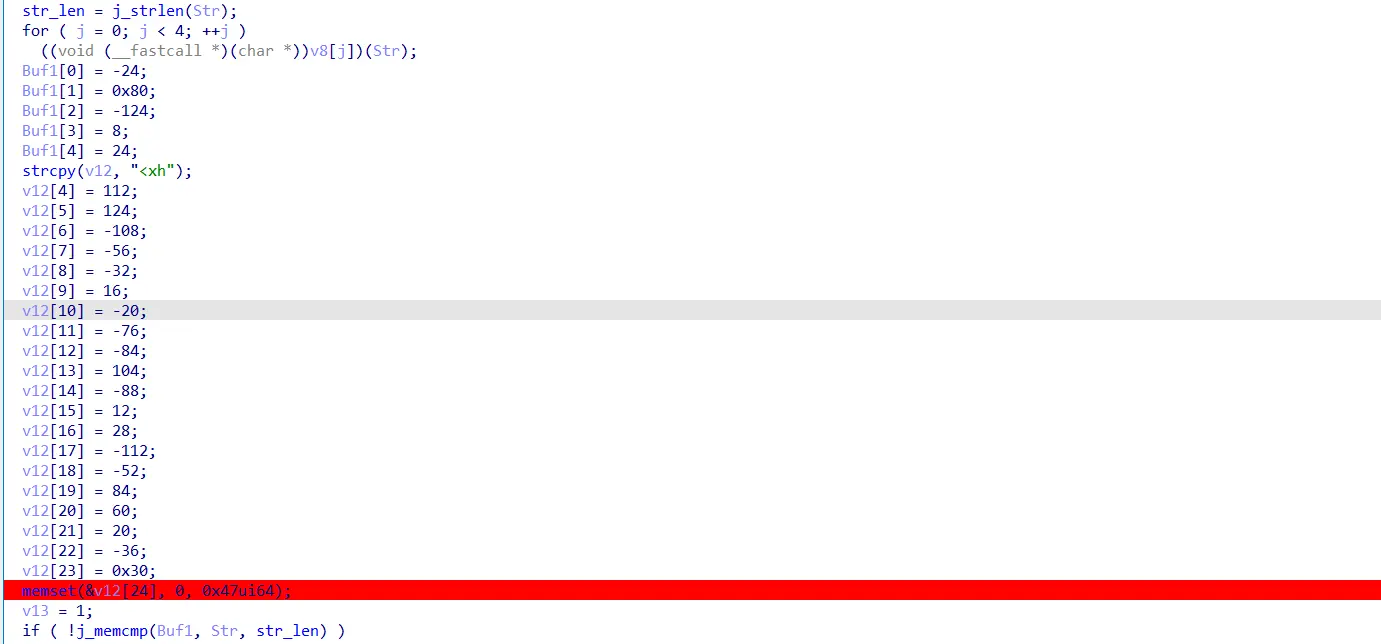 str_len = j_strlen(Str);
for ( j = 0; j < 4; ++j )
((void (__fastcall *)(char *))v8[j])(Str);
Buf1[0] = -24;
Buf1[1] = 0x80;
Buf1[2] = -124;
Buf1[3] = 8;
Buf1[4] = 24;
strcpy(v12, "<xh");
v12[4] = 112;
v12[5] = 124;
v12[6] = -108;
v12[7] = -56;
v12[8] = -32;
v12[9] = 16;
v12[10] = -20;
v12[11] = -76;
v12[12] = -84;
v12[13] = 104;
v12[14] = -88;
v12[15] = 12;
v12[16] = 28;
v12[17] = -112;
v12[18] = -52;
v12[19] = 84;
v12[20] = 60;
v12[21] = 20;
v12[22] = -36;
v12[23] = 0x30;
memset(&v12[24], 0, 0x47ui64);
v13 = 1;
if ( !j_memcmp(Buf1, Str, str_len) )